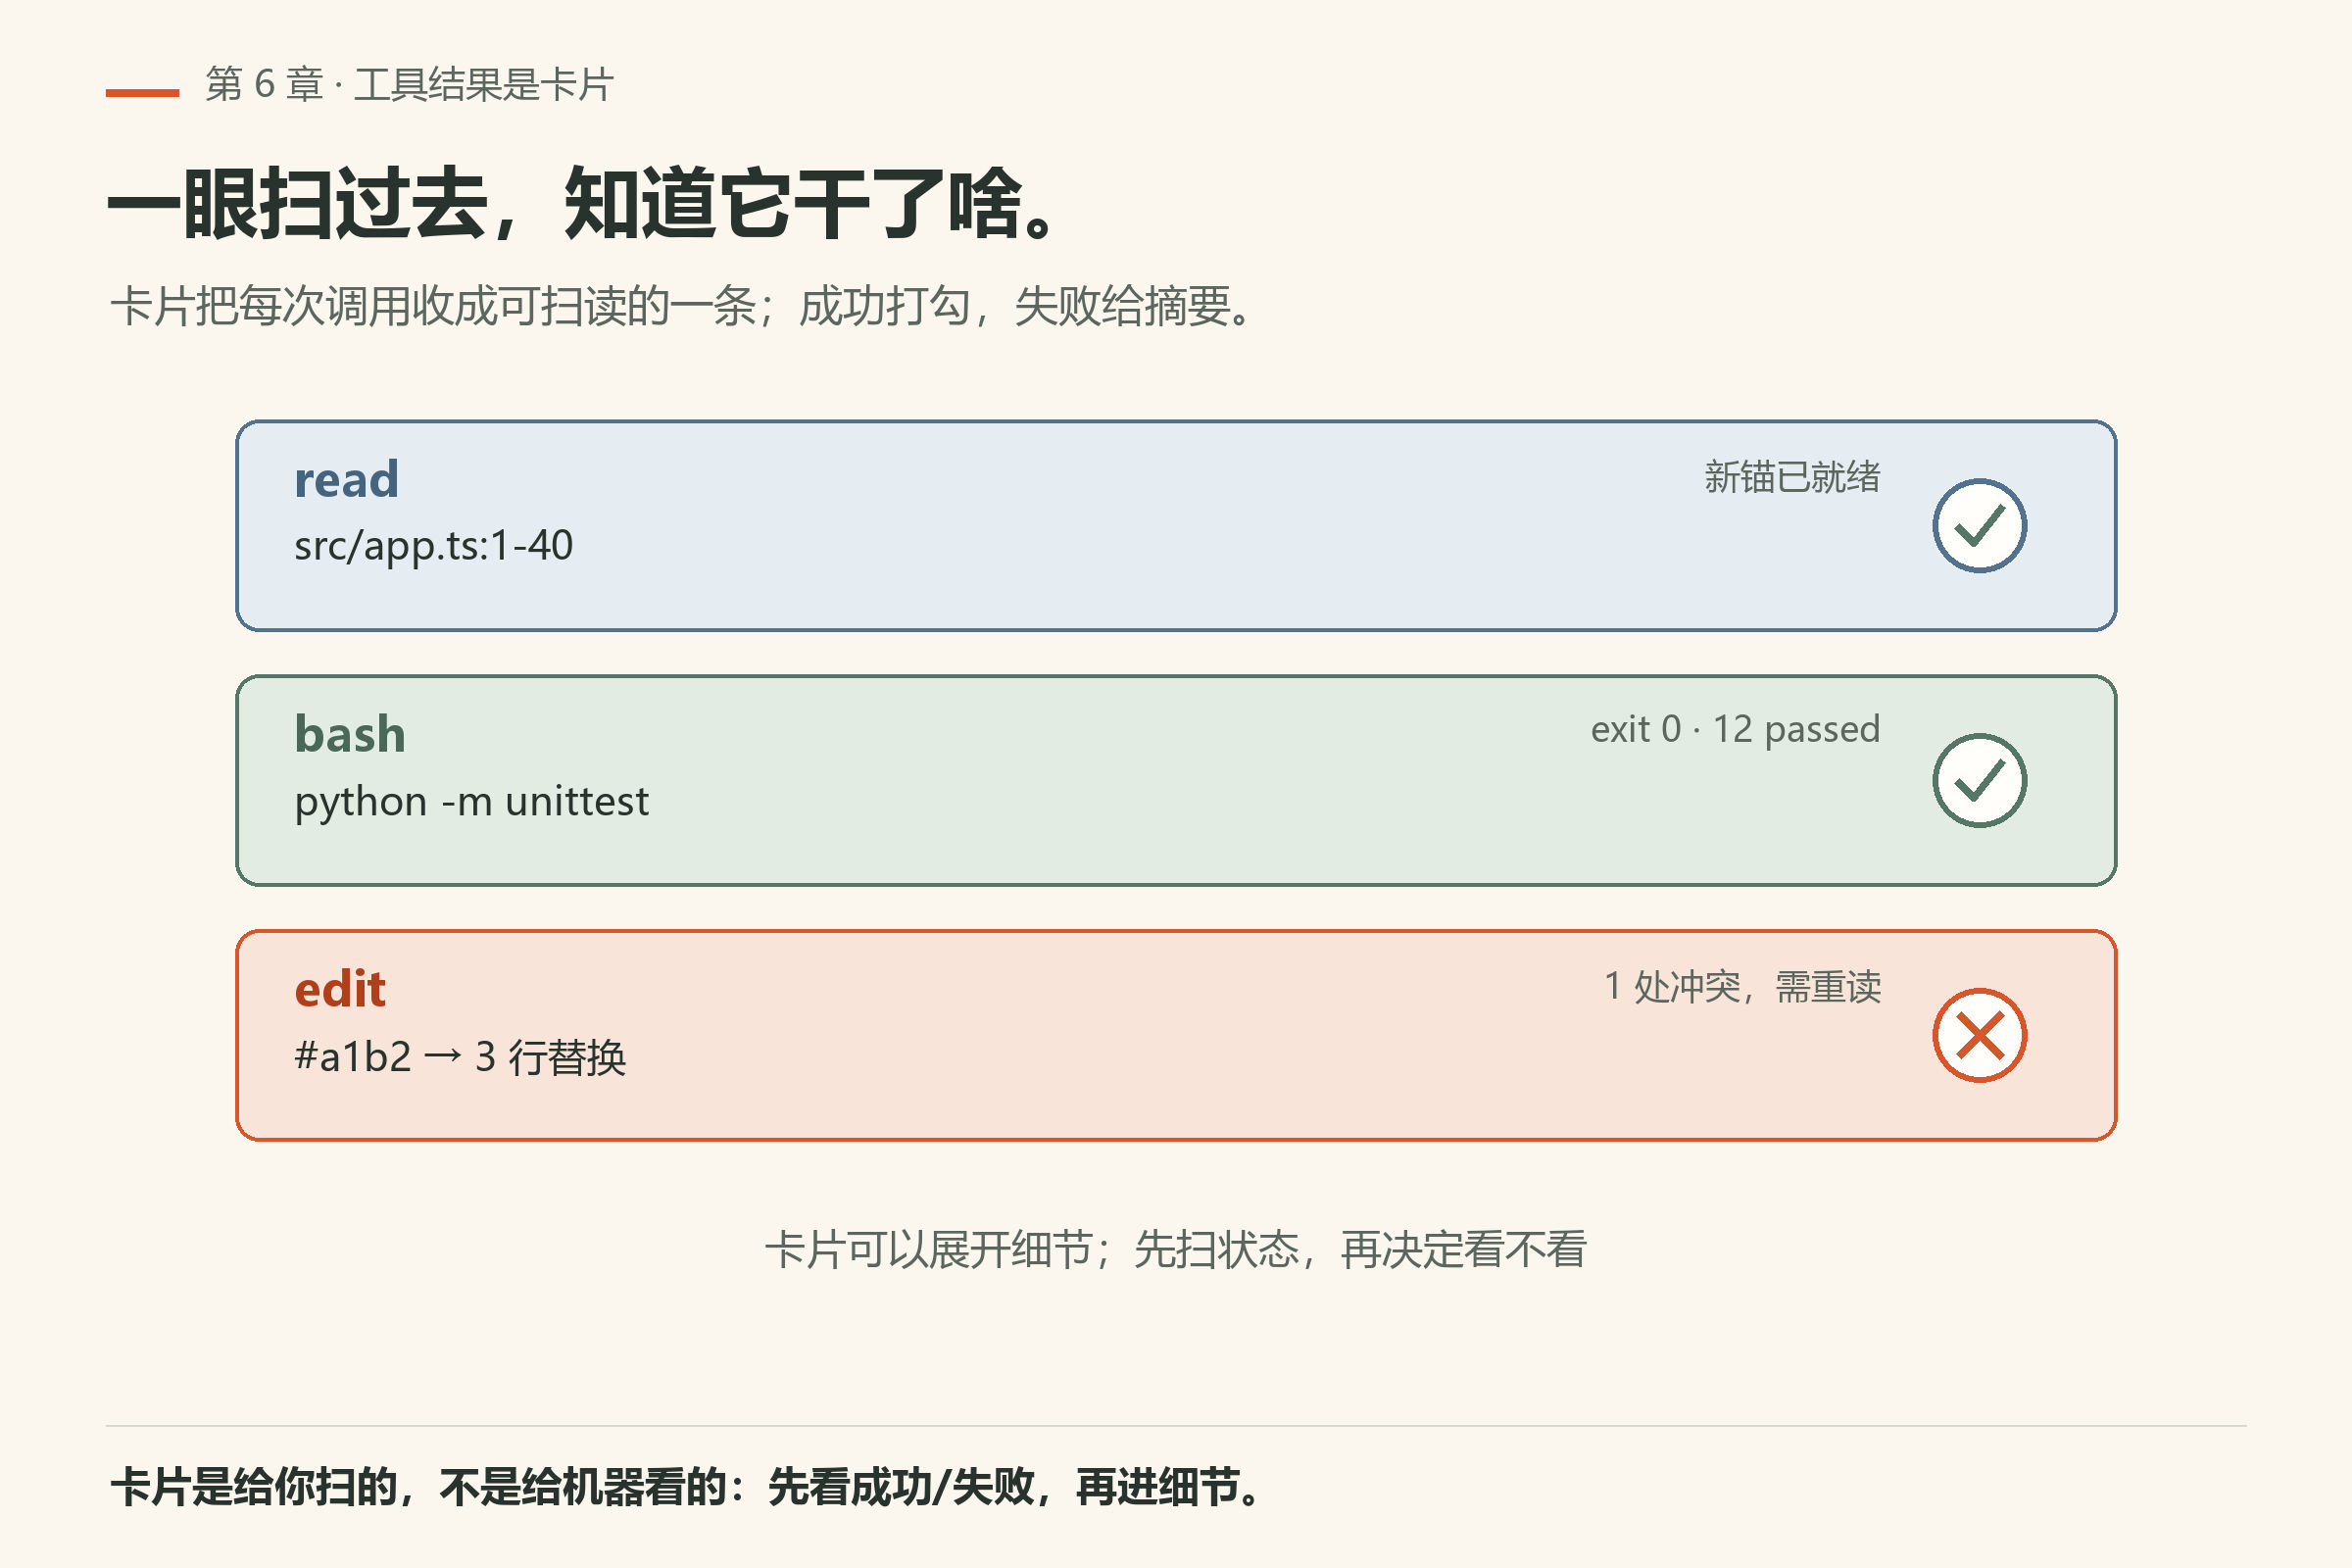 第 6 章 · 工具结果是卡片
一眼扫过去，知道它干了啥。
卡片把每次调用收成可扫读的一条；成功打勾，失败给摘要。
read
新锚已就绪
src/app.ts:1-40
bash
exit 0 · 12 passed
python -m unittest
edit
1 处冲突，需重读
#a1b2 → 3 行替换
卡片可以展开细节；先扫状态，再决定看不看
卡片是给你扫的，不是给机器看的：先看成功/失败，再进细节。